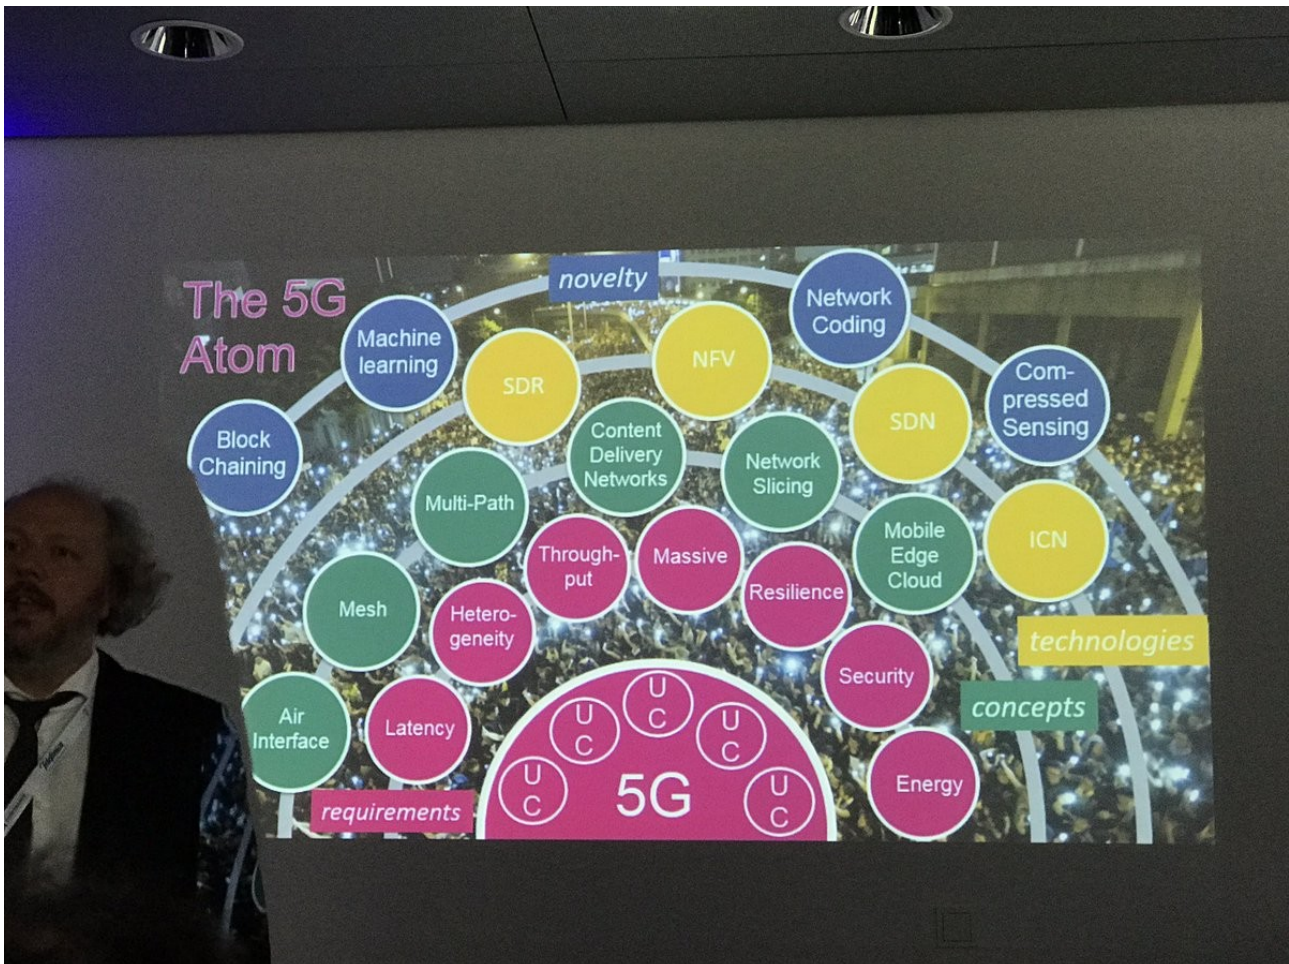 The 5G
Atom
novelty
Network
Coding
Machine
learning
SDR
NFV
Com-
pressed
Sensing
SDN
Block
Chaining
Content
Delivery
Networks
Network
Slicing
Multi-Path
Mobile
Edge
Cloud
ICN
Through-
put
Massive
Resilience
Mesh
Hetero-
geneity
technologies
Security
concepts
Air
Interface
Latency
Energy
U
C
U
C
U
C
U
C
U
C
5G
requirements